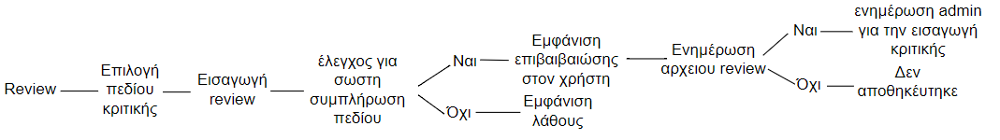 Review
Επιλογή
πεδίου
κριτικής
Εισαγωγή
review
έλεγχος για
σωστη
συμπλήρωση
πεδίου
Ναι
Εμφάνιση
επιβαιβαιώσης
στον χρήστη
Όχι
Εμφάνιση
λάθους
Ενημέρωση
αρχειου review
Ναι
ενημέρωση admin
για την εισαγωγή
κριτικής
Όχι
Δεν
αποθηκέυτηκε